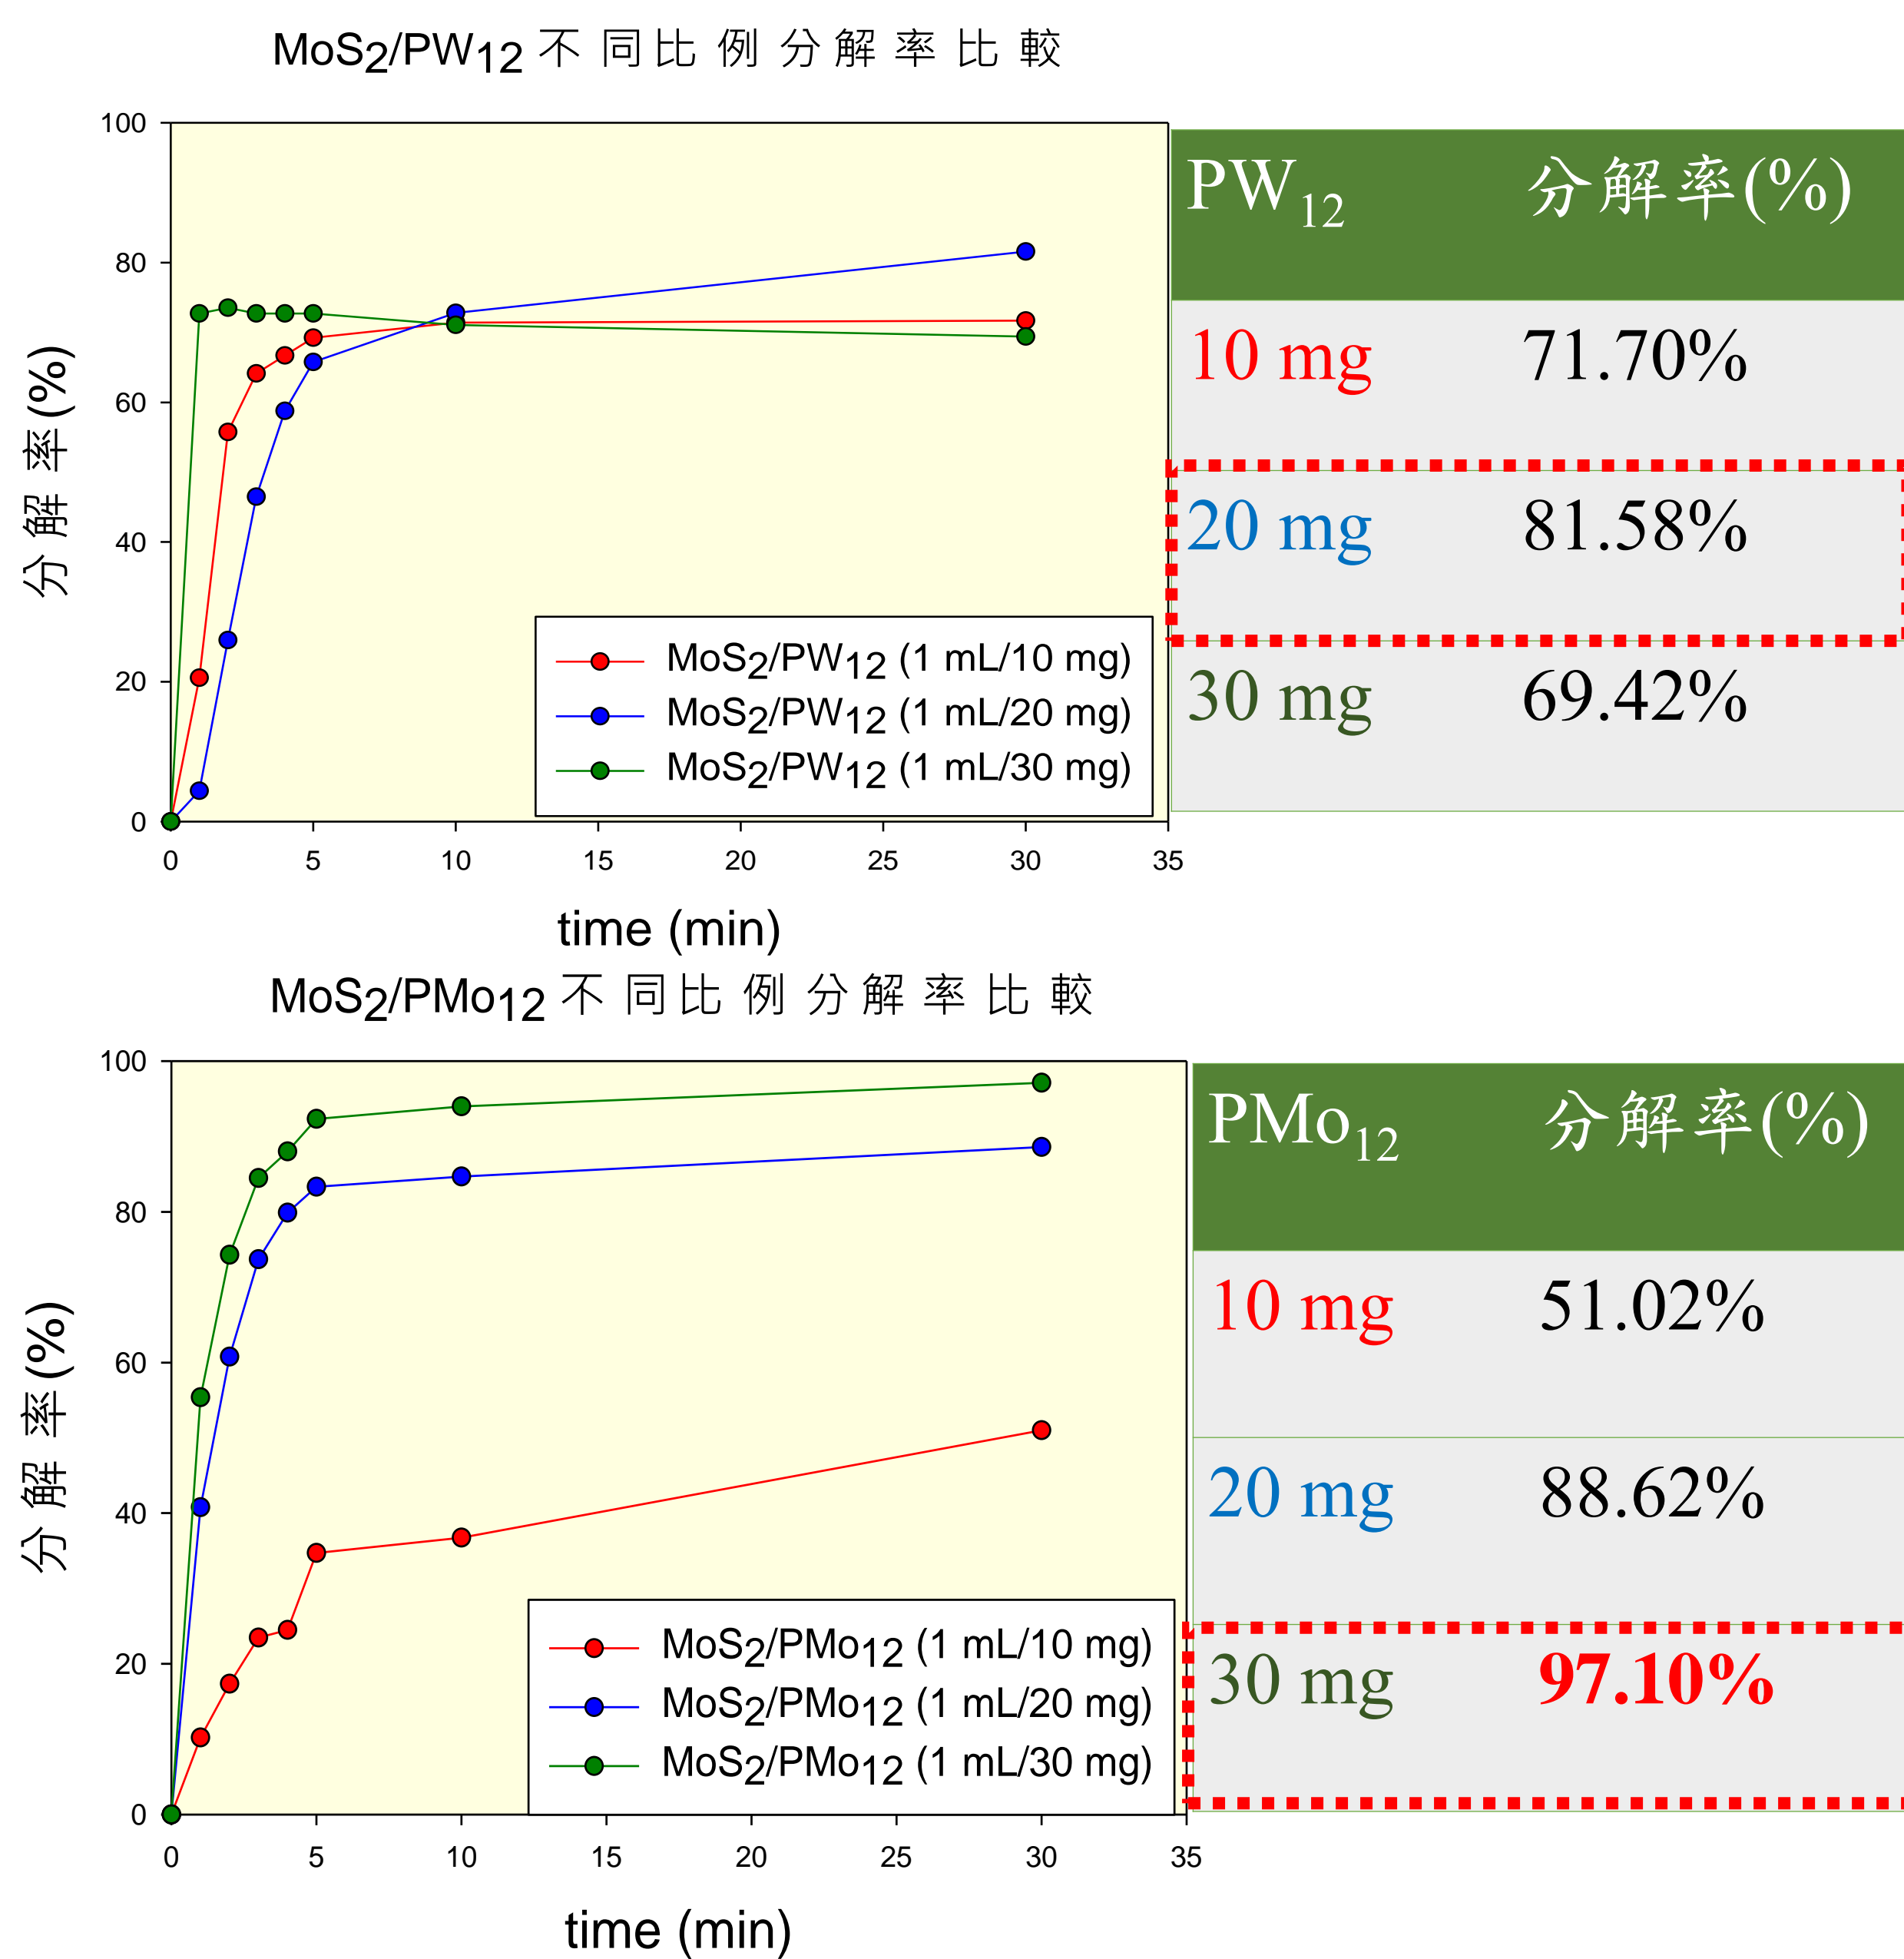 MoS2/PW12 不同比例分解率比較
100
80
60
40
20
0
分解率(%)
0 5 10 15 20 25 30 35
time (min)
MoS2/PW12 (1 mL/10 mg)
MoS2/PW12 (1 mL/20 mg)
MoS2/PW12 (1 mL/30 mg)
PW12 分解率(%)
10 mg 71.70%
20 mg 81.58%
30 mg 69.42%
MoS2/PMo12 不同比例分解率比較
100
80
60
40
20
0
分解率(%)
0 5 10 15 20 25 30 35
time (min)
MoS2/PMo12 (1 mL/10 mg)
MoS2/PMo12 (1 mL/20 mg)
MoS2/PMo12 (1 mL/30 mg)
PMo12 分解率(%)
10 mg 51.02%
20 mg 88.62%
30 mg 97.10%